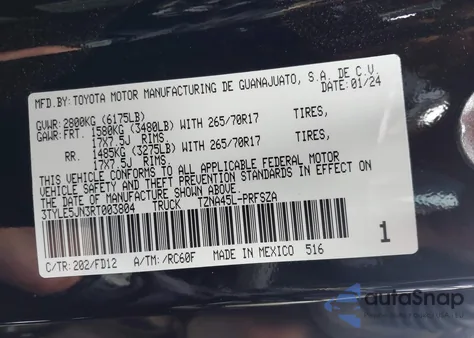 MFD.BY:TOYOTA MOTOR MANUFACTURING DE GUANAJUATO, S.A. DE C.V.
DATE:01/24
GVWR:2800KG (6175LB)
GAWR:FRT. 1580KG (3480LB) WITH 265/70R17 TIRES,
17X7.5J RIMS
RR. 1485KG (3275LB) WITH 265/70R17 TIRES,
17X7.5J RIMS
THIS VEHICLE CONFORMS TO ALL APPLICABLE FEDERAL MOTOR
VEHICLE SAFETY AND THEFT PREVENTION STANDARDS IN EFFECT ON
THE DATE OF MANUFACTURE SHOWN ABOVE.
3TYLE5JN3RT003804 TRUCK TZNA45L-PRFSZA
C/TR:202/FD12 A/TM:/RC60F MADE IN MEXICO 516
1
autoSnap